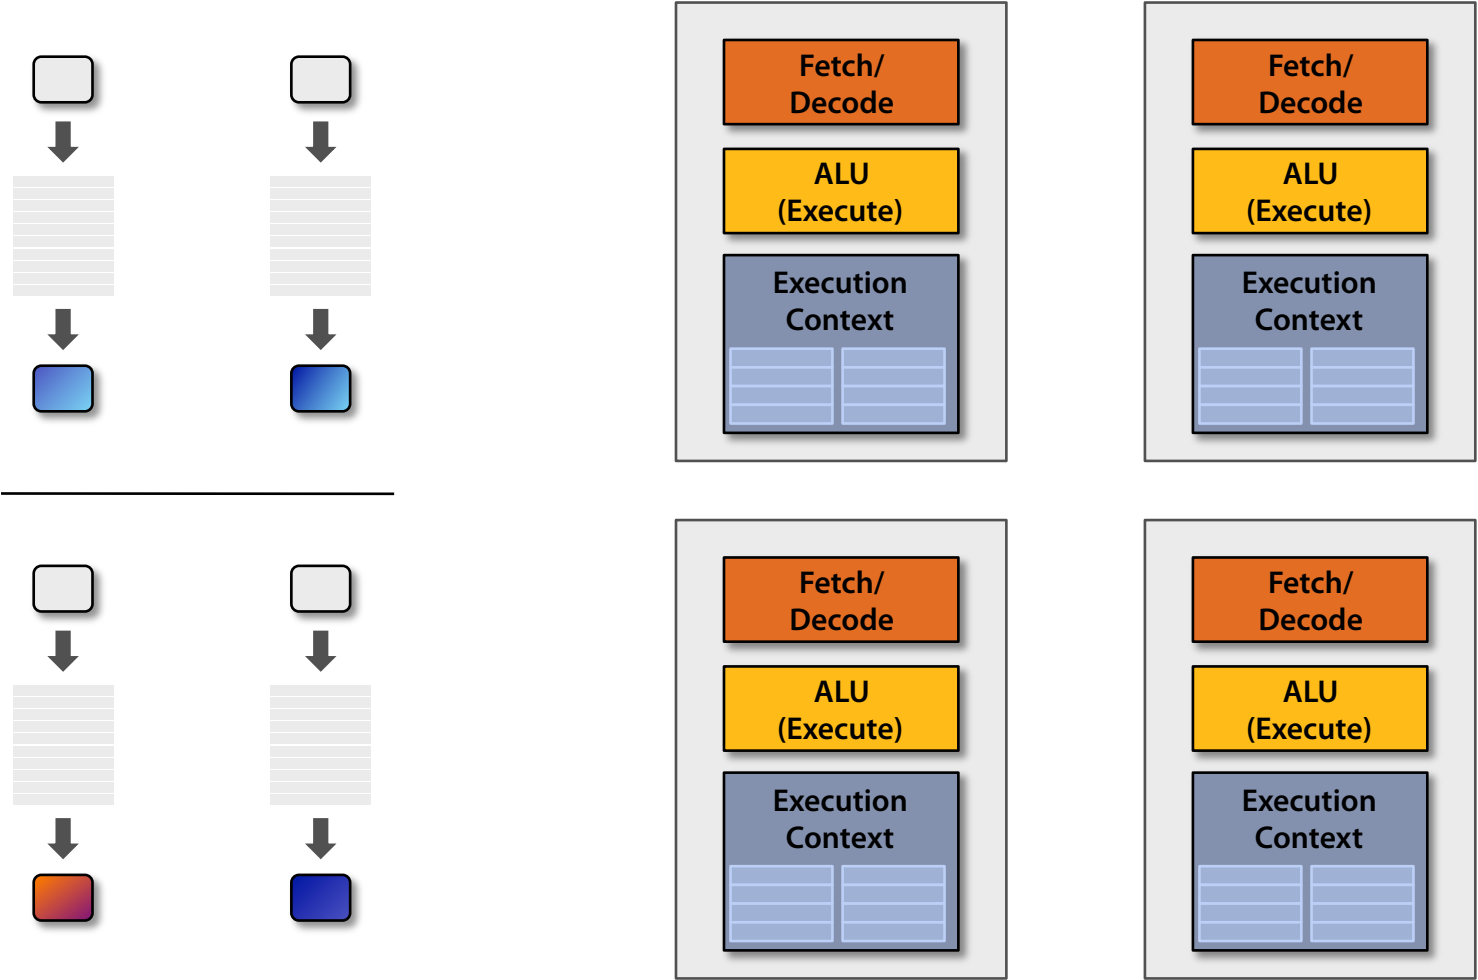 Fetch/
Decode
ALU
(Execute)
Execution
Context
Fetch/
Decode
ALU
(Execute)
Execution
Context
Fetch/
Decode
ALU
(Execute)
Execution
Context
Fetch/
Decode
ALU
(Execute)
Execution
Context